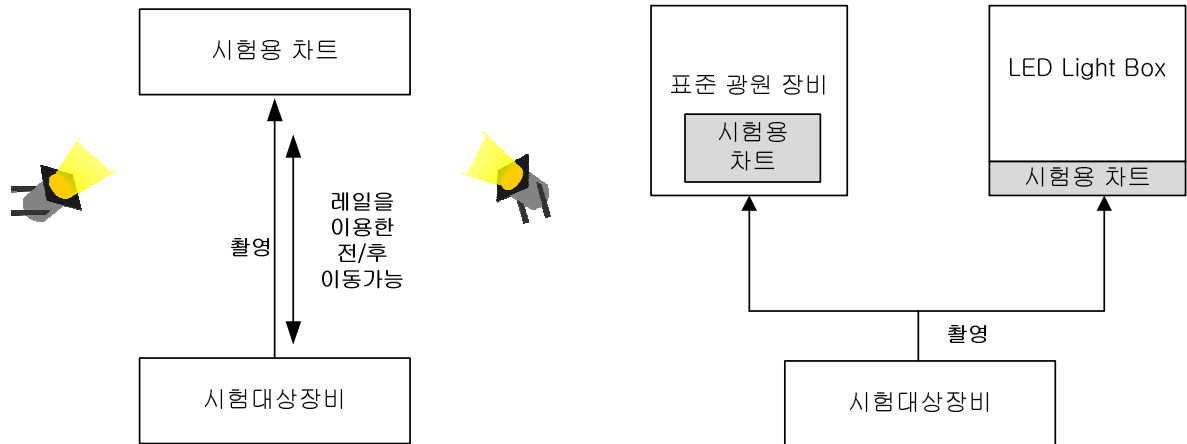 시험용 차트
레일을
이용한
전/후
이동가능
촬영
시험대상장비
표준 광원 장비
시험용
차트
LED Light Box
시험용 차트
촬영
시험대상장비